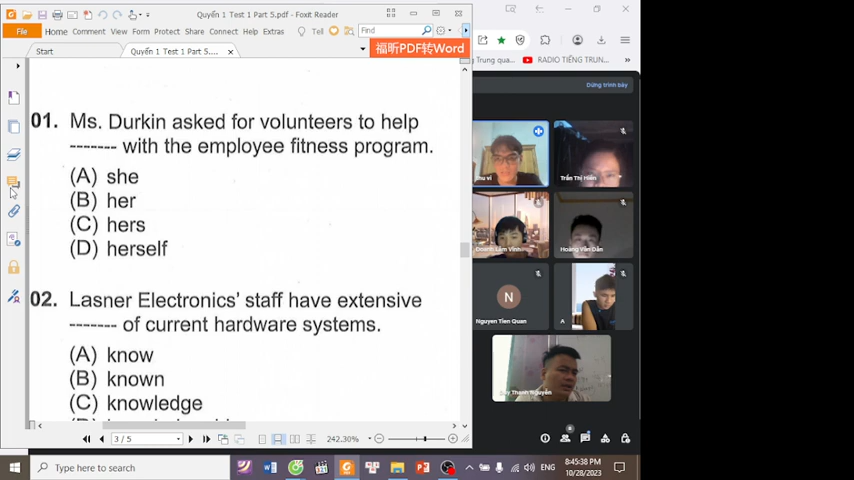 Quyển 1 Test 1 Part 5.pdf - Foxit Reader
File Home Comment View Form Protect Share Connect Help Extras Tell Find
Start Quyển 1 Test 1 Part 5....
福昕PDF转Word
01. Ms. Durkin asked for volunteers to help
------- with the employee fitness program.
(A) she
(B) her
(C) hers
(D) herself
02. Lasner Electronics' staff have extensive
------- of current hardware systems.
(A) know
(B) known
(C) knowledge
3 / 5
242.30%
RADIO TIẾNG TRUN...
Dừng trình bày
Trần Thị Hiền
Hoàng Văn Dân
N
Nguyen Tien Quan
A
Type here to search
ENG
8:45:38 PM
10/28/2023